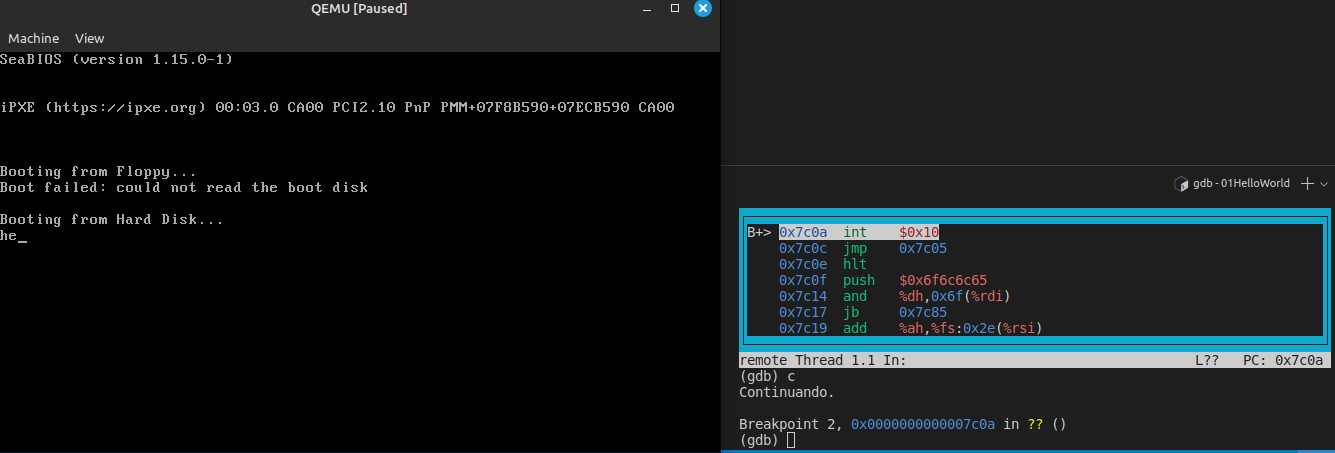 QEMU [Paused]
Machine View
SeaBIOS (version 1.15.0-1)
iPXE (https://ipxe.org) 00:03.0 CA00 PCI2.10 PnP PMM+07F8B590+07ECB590 CA00
Booting from Floppy...
Boot failed: could not read the boot disk
Booting from Hard Disk...
he_
gdb - 01HelloWorld
B+> 0x7c0a int $0x10
0x7c0c jmp 0x7c05
0x7c0e hlt
0x7c0f push $0x6f6c6c65
0x7c14 and %dh,0x6f(%rdi)
0x7c17 jb 0x7c85
0x7c19 add %ah,%fs:0x2e(%rsi)
remote Thread 1.1 In: L?? PC: 0x7c0a
(gdb) c
Continuando.
Breakpoint 2, 0x0000000000007c0a in ?? ()
(gdb)